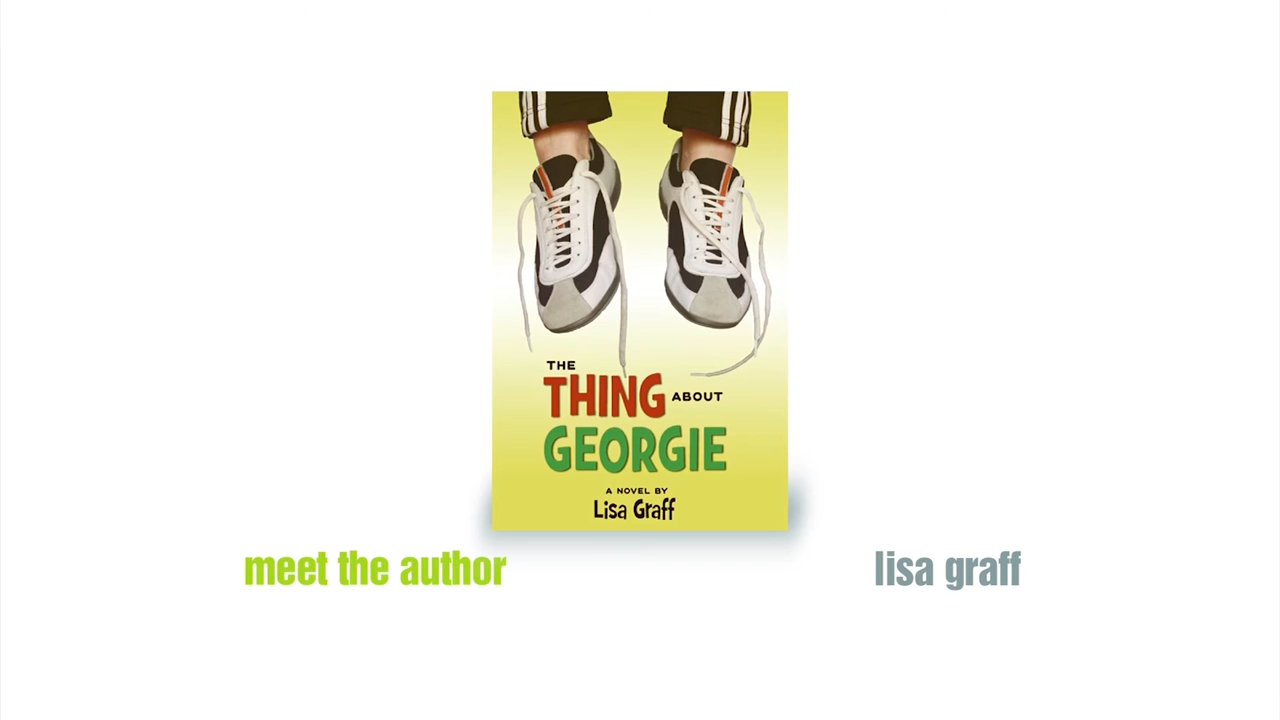 THE
THING ABOUT
GEORGIE
A NOVEL BY
Lisa Graff
meet the author
lisa graff